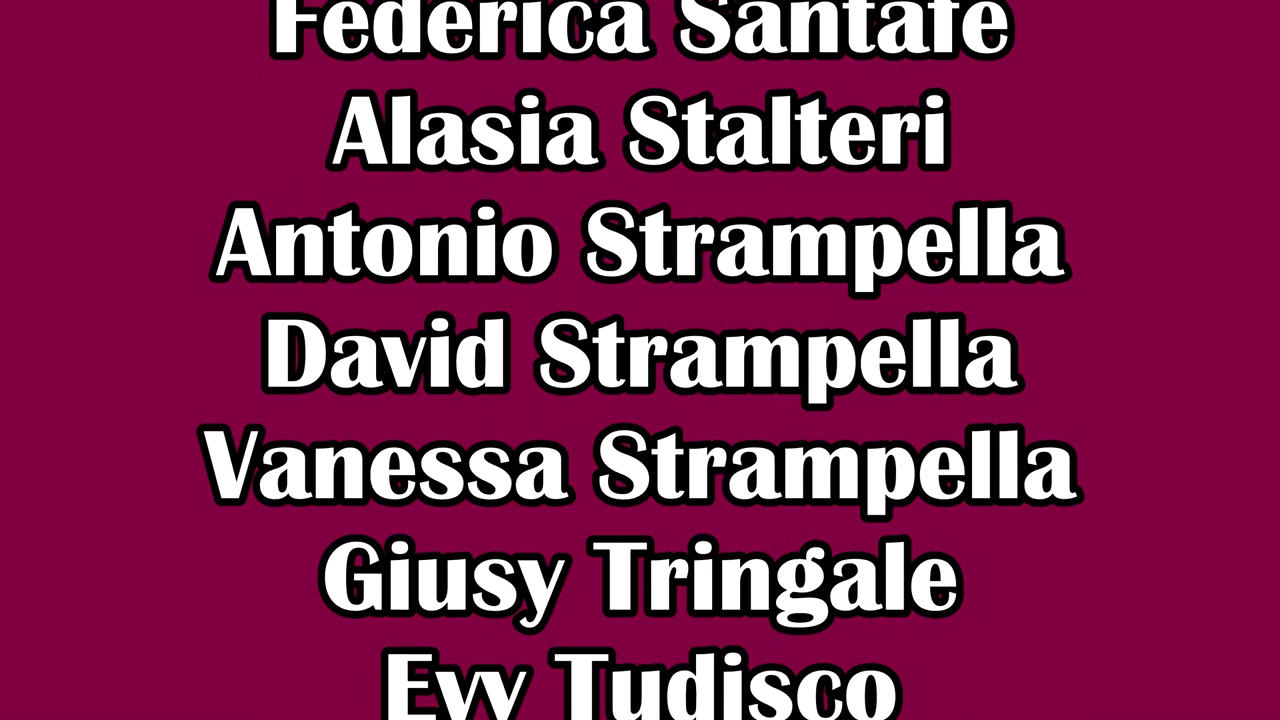 Federica Santafe
Alasia Stalteri
Antonio Strampella
David Strampella
Vanessa Strampella
Giusy Tringale
Evy Tudisco